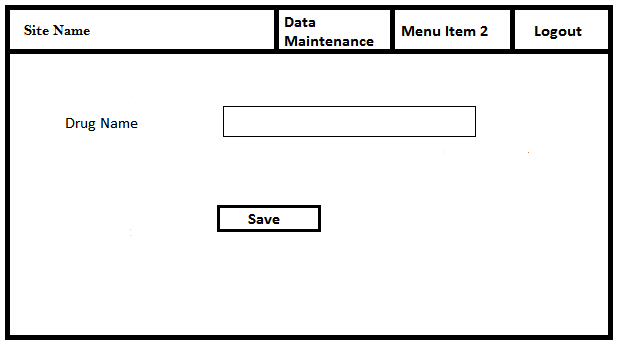 Site Name
Data
Maintenance
Menu Item 2
Logout
Drug Name
Save